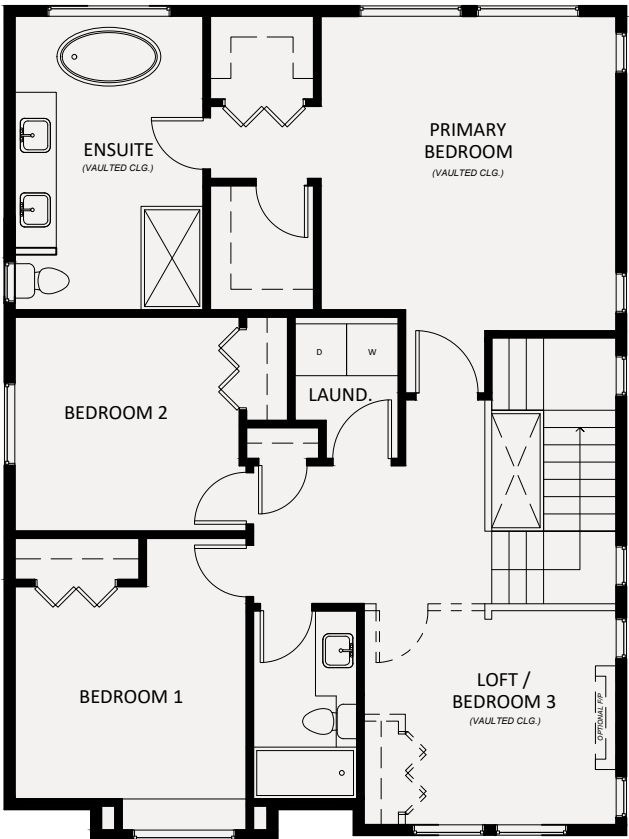 ENSUITE
(VAULTED CLG.)
PRIMARY
BEDROOM
(VAULTED CLG.)
D
W
LAUND.
BEDROOM 2
BEDROOM 1
LOFT /
BEDROOM 3
(VAULTED CLG.)
OPTIONAL F/P